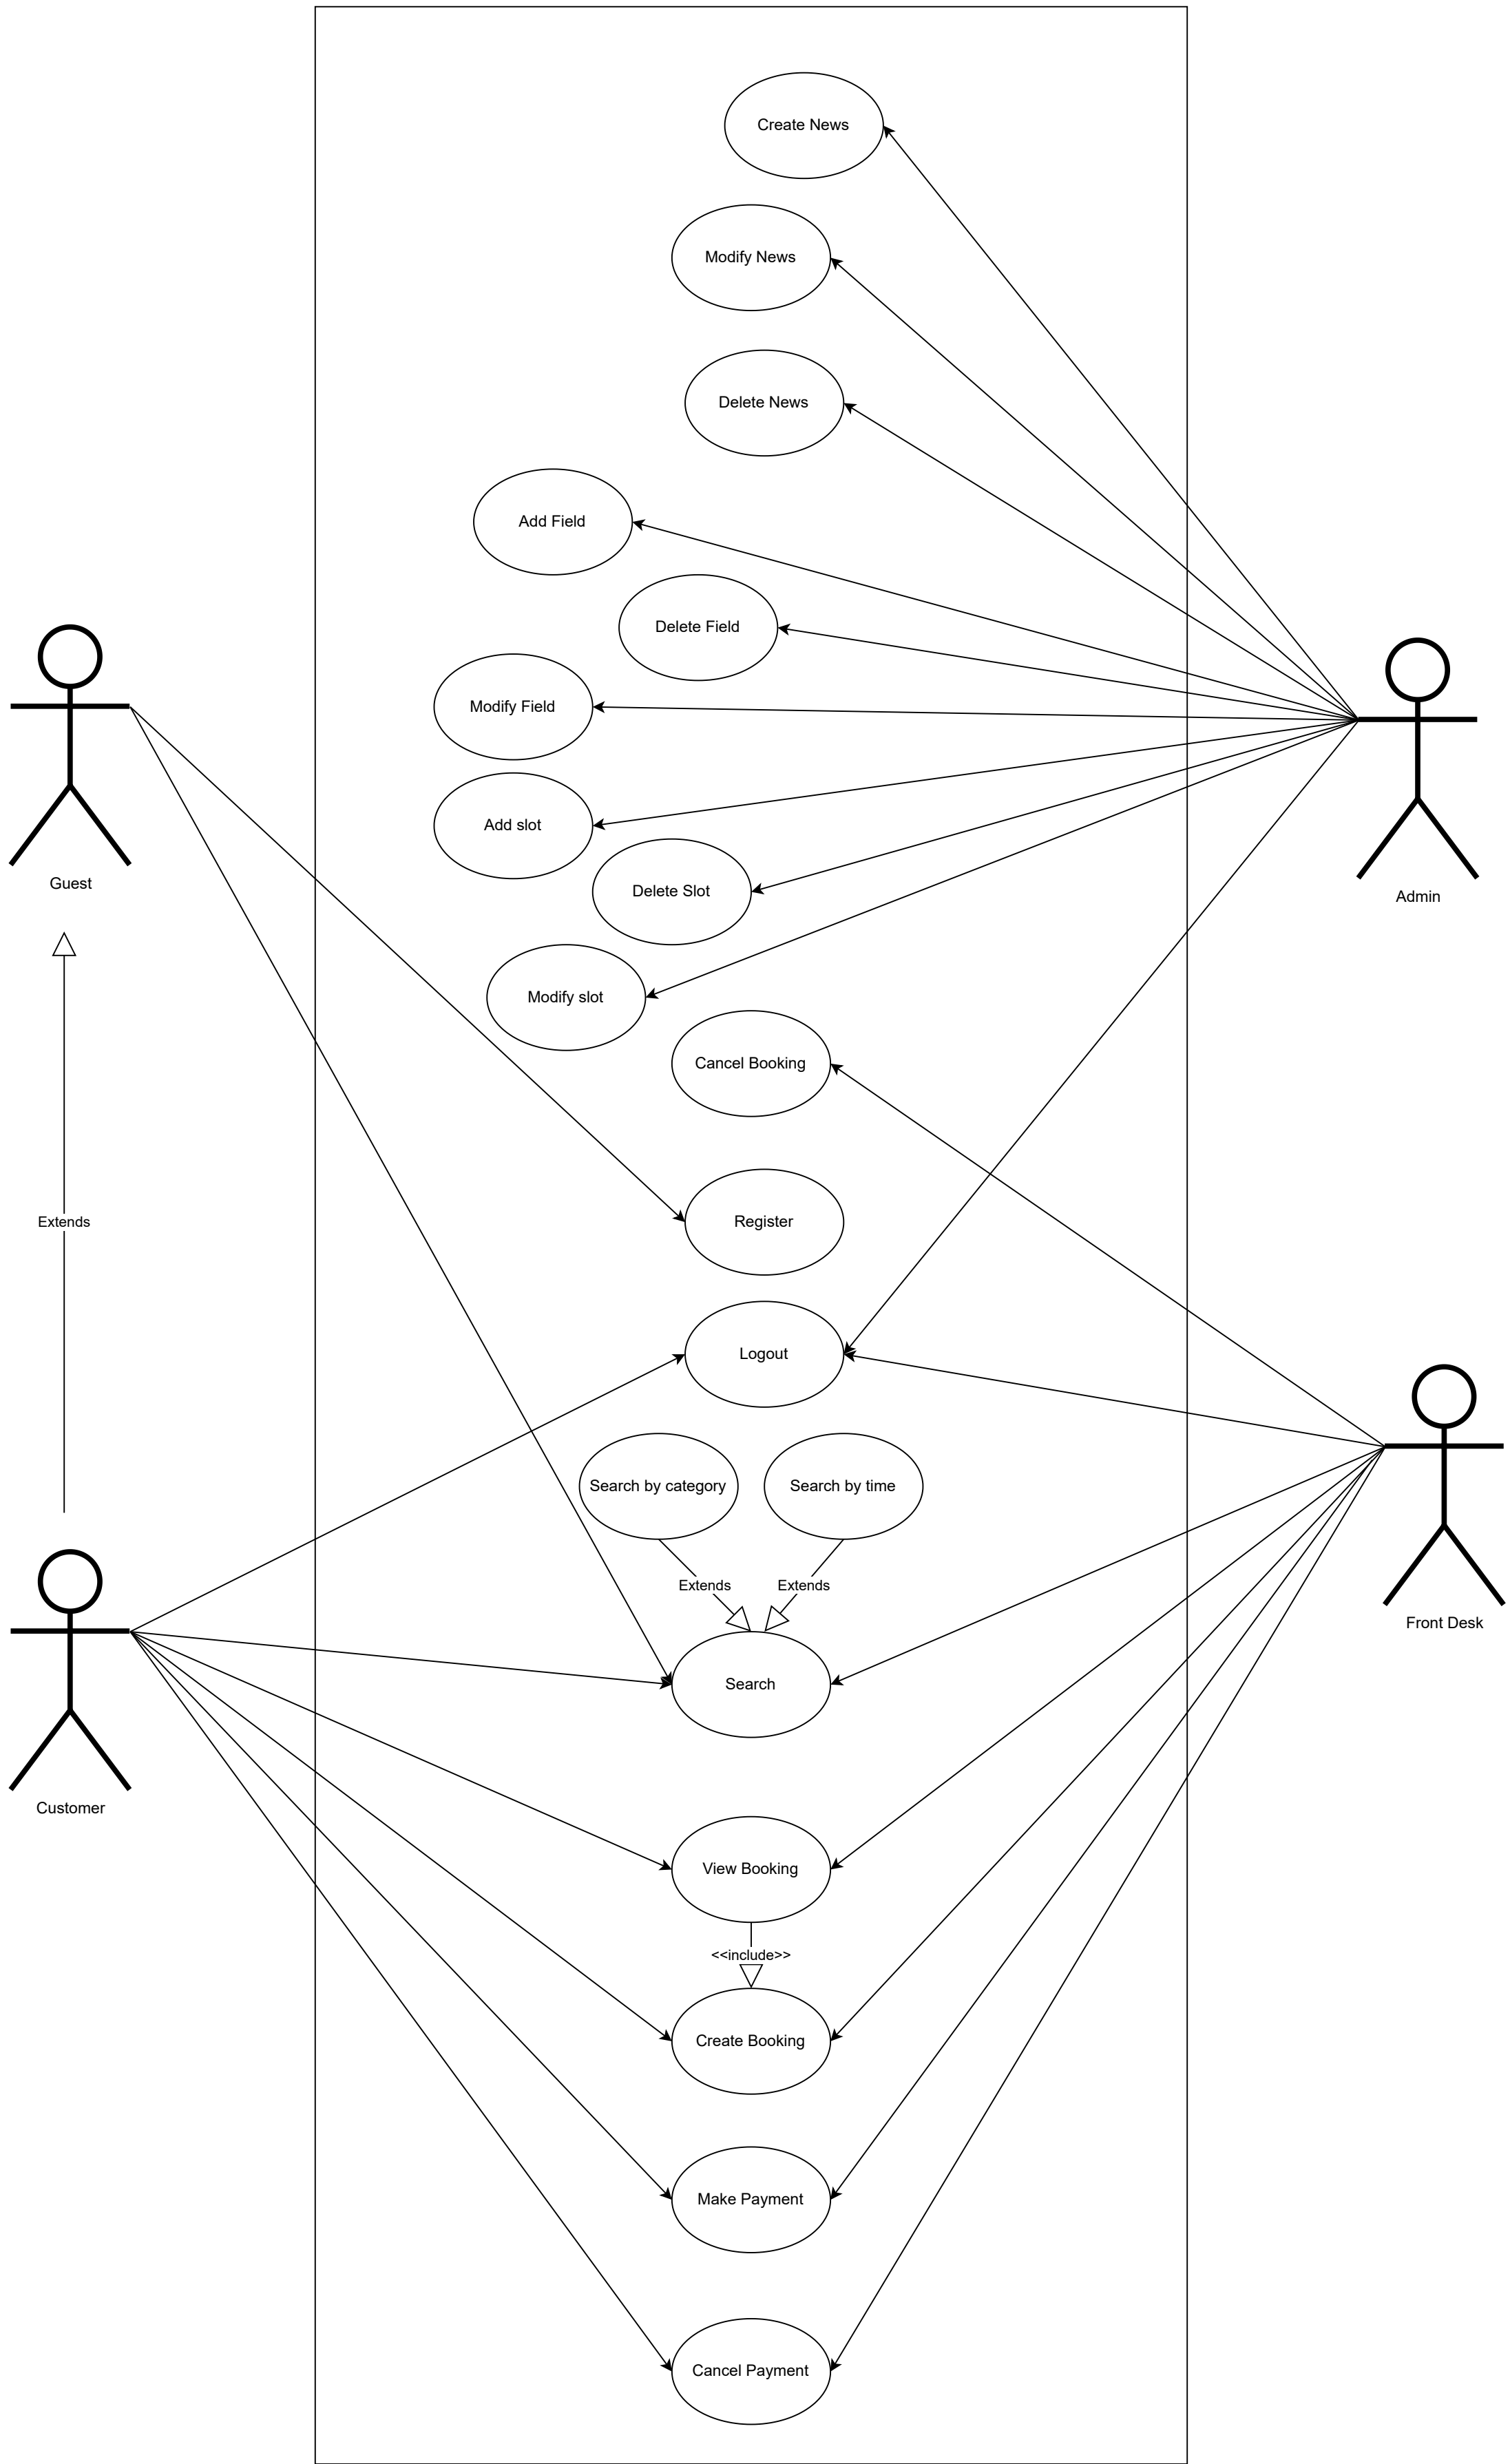 Create News
Modify News
Delete News
Add Field
Delete Field
Modify Field
Add slot
Guest
Delete Slot
Admin
Modify slot
Cancel Booking
Extends
Register
Logout
Search by category
Search by time
Extends
Extends
Front Desk
Search
Customer
View Booking
<<include>>
Create Booking
Make Payment
Cancel Payment